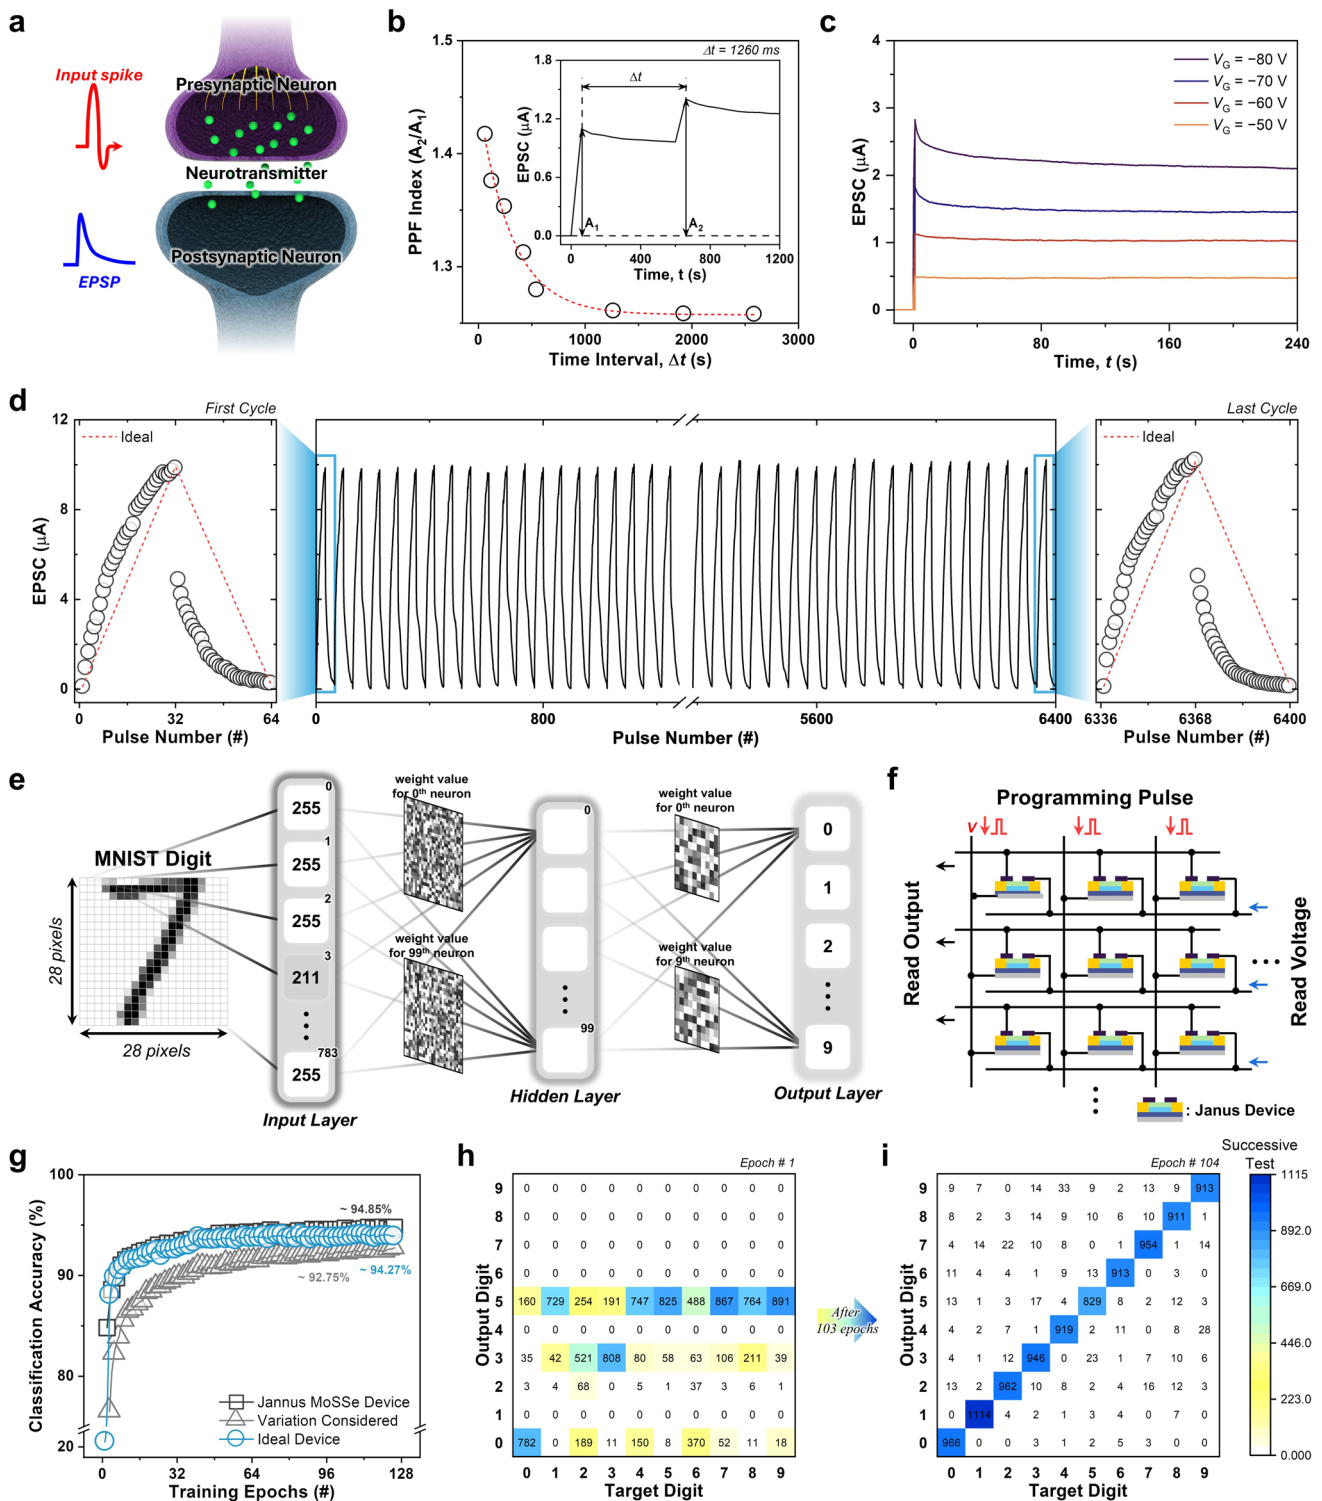 a
Input spike
Presynaptic Neuron
Neurotransmitter
Postsynaptic Neuron
EPSP
b
Δt = 1260 ms
PPF Index (A2/A1)
1.5
1.4
1.3
0
1000
2000
3000
Time Interval, Δt (s)
EPSC (μA)
1.8
1.2
0.6
0.0
Δt
A1
A2
0
400
800
1200
Time, t (s)
c
EPSC (μA)
4
3
2
1
0
VG = −80 V
VG = −70 V
VG = −60 V
VG = −50 V
0
80
160
240
Time, t (s)
d
First Cycle
EPSC (μA)
12
8
4
0
Ideal
0
32
64
Pulse Number (#)
0
800
5600
6400
Pulse Number (#)
Last Cycle
Ideal
6336
6368
6400
Pulse Number (#)
e
MNIST Digit
28 pixels
28 pixels
255
0
255
1
255
2
211
3
255
783
Input Layer
weight value
for 0th neuron
weight value
for 99th neuron
0
99
Hidden Layer
weight value
for 0th neuron
weight value
for 9th neuron
0
1
2
9
Output Layer
f
Programming Pulse
V
Read Output
Read Voltage
: Janus Device
g
Classification Accuracy (%)
100
90
80
20
~ 94.85%
~ 94.27%
~ 92.75%
Jannus MoSSe Device
Variation Considered
Ideal Device
0
32
64
96
128
Training Epochs (#)
h
Epoch # 1
Output Digit
9 0 0 0 0 0 0 0 0 0 0
8 0 0 0 0 0 0 0 0 0 0
7 0 0 0 0 0 0 0 0 0 0
6 0 0 0 0 0 0 0 0 0 0
5 160 729 254 191 747 825 488 867 764 891
4 0 0 0 0 0 0 0 0 0 0
3 35 42 521 808 80 58 63 106 211 39
2 3 4 68 0 5 1 37 3 6 1
1 0 0 0 0 0 0 0 0 0 0
0 782 0 189 11 150 8 370 52 11 18
0 1 2 3 4 5 6 7 8 9
Target Digit
After
103 epochs
i
Epoch # 104
Output Digit
9 9 7 0 14 33 9 2 13 9 913
8 8 2 3 14 9 10 6 10 911 1
7 4 14 22 10 8 0 1 954 1 14
6 11 4 4 1 9 13 913 0 3 0
5 13 1 3 17 4 829 8 2 12 3
4 4 2 7 1 919 2 11 0 8 28
3 4 1 12 946 0 23 1 7 10 6
2 13 2 962 10 8 2 4 16 12 3
1 0 1114 4 2 1 3 4 0 7 0
0 966 0 3 1 2 5 3 0 0
0 1 2 3 4 5 6 7 8 9
Target Digit
Successive
Test
1115
892.0
669.0
446.0
223.0
0.000